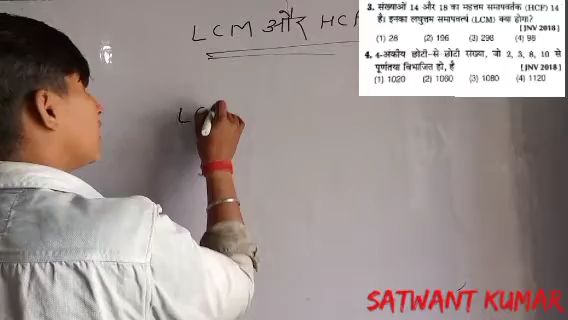 LCM और HCF
LC
3. संख्याओं 14 और 18 का महत्तम समापवर्तक (HCF) 14
है। इनका लघुत्तम समापवर्त्य (LCM) क्या होगा?
[JNV 2018]
(1) 28 (2) 196 (3) 298 (4) 98
4. 4-अंकीय छोटी-से-छोटी संख्या, जो 2, 3, 8, 10 से
पूर्णतया विभाजित हो, है [JNV 2018]
(1) 1020 (2) 1060 (3) 1080 (4) 1120
SATWANT KUMAR